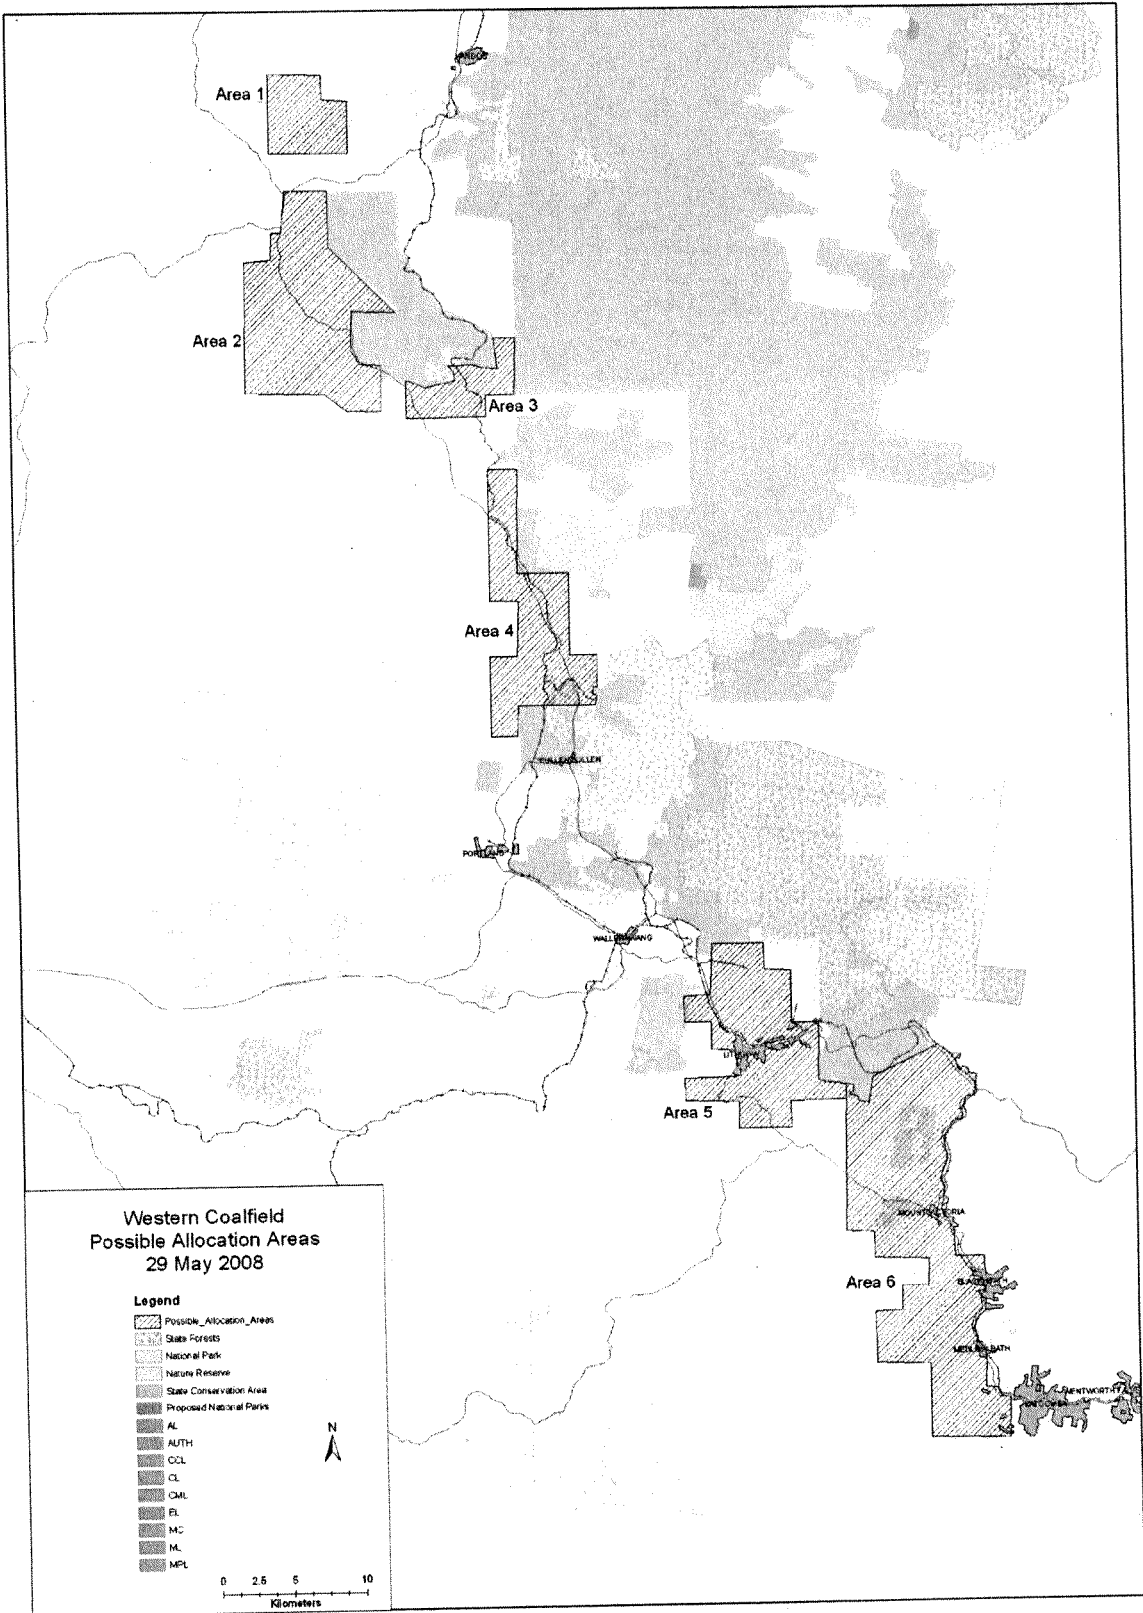 Area 1
Area 2
Area 3
Area 4
PORTLAND
WALLERAWANG
Area 5
MOUNT VICTORIA
Area 6
BLACKHEATH
MEDLOW BATH
KATOOMBA
Western Coalfield
Possible Allocation Areas
29 May 2008
Legend
Possible_Allocation_Areas
State Forests
National Park
Nature Reserve
State Conservation Area
Proposed National Parks
AL
AUTH
CCL
CL
CML
EL
MC
ML
MPL
N
0 2.5 5 10
Kilometers